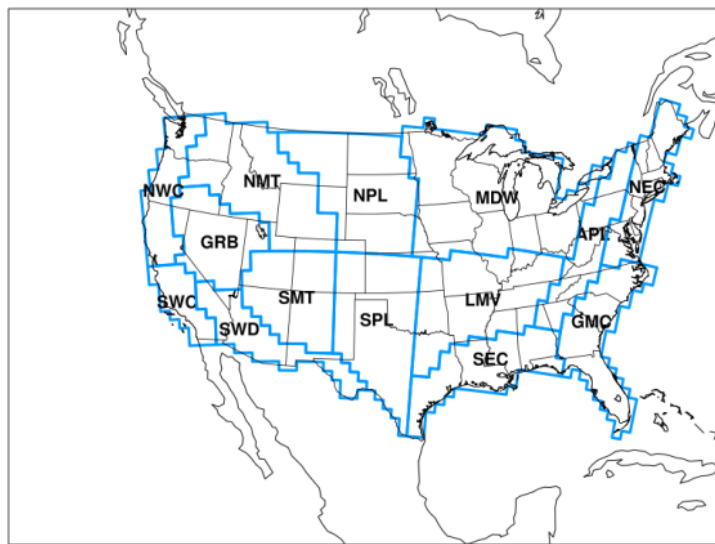 NWC
NMT
NPL
MDW
NEC
GRB
APL
SWC
SMT
LMV
SWD
SPL
GMC
SEC